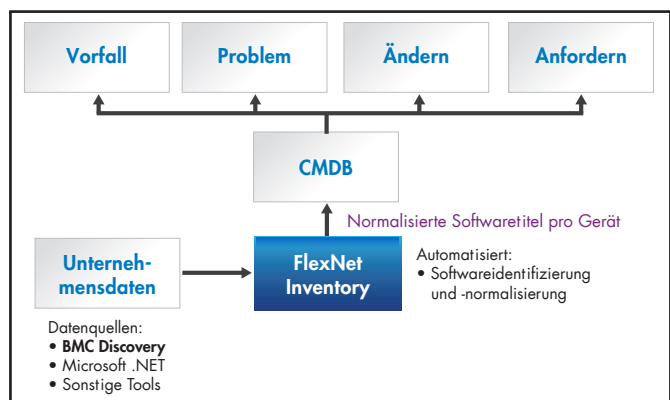 Vorfall
Problem
Ändern
Anfordern
CMDB
Normalisierte Softwaretitel pro Gerät
Unterneh-
mensdaten
FlexNet
Inventory
Automatisiert:
• Softwareidentifizierung
und -normalisierung
Datenquellen:
• BMC Discovery
• Microsoft .NET
• Sonstige Tools